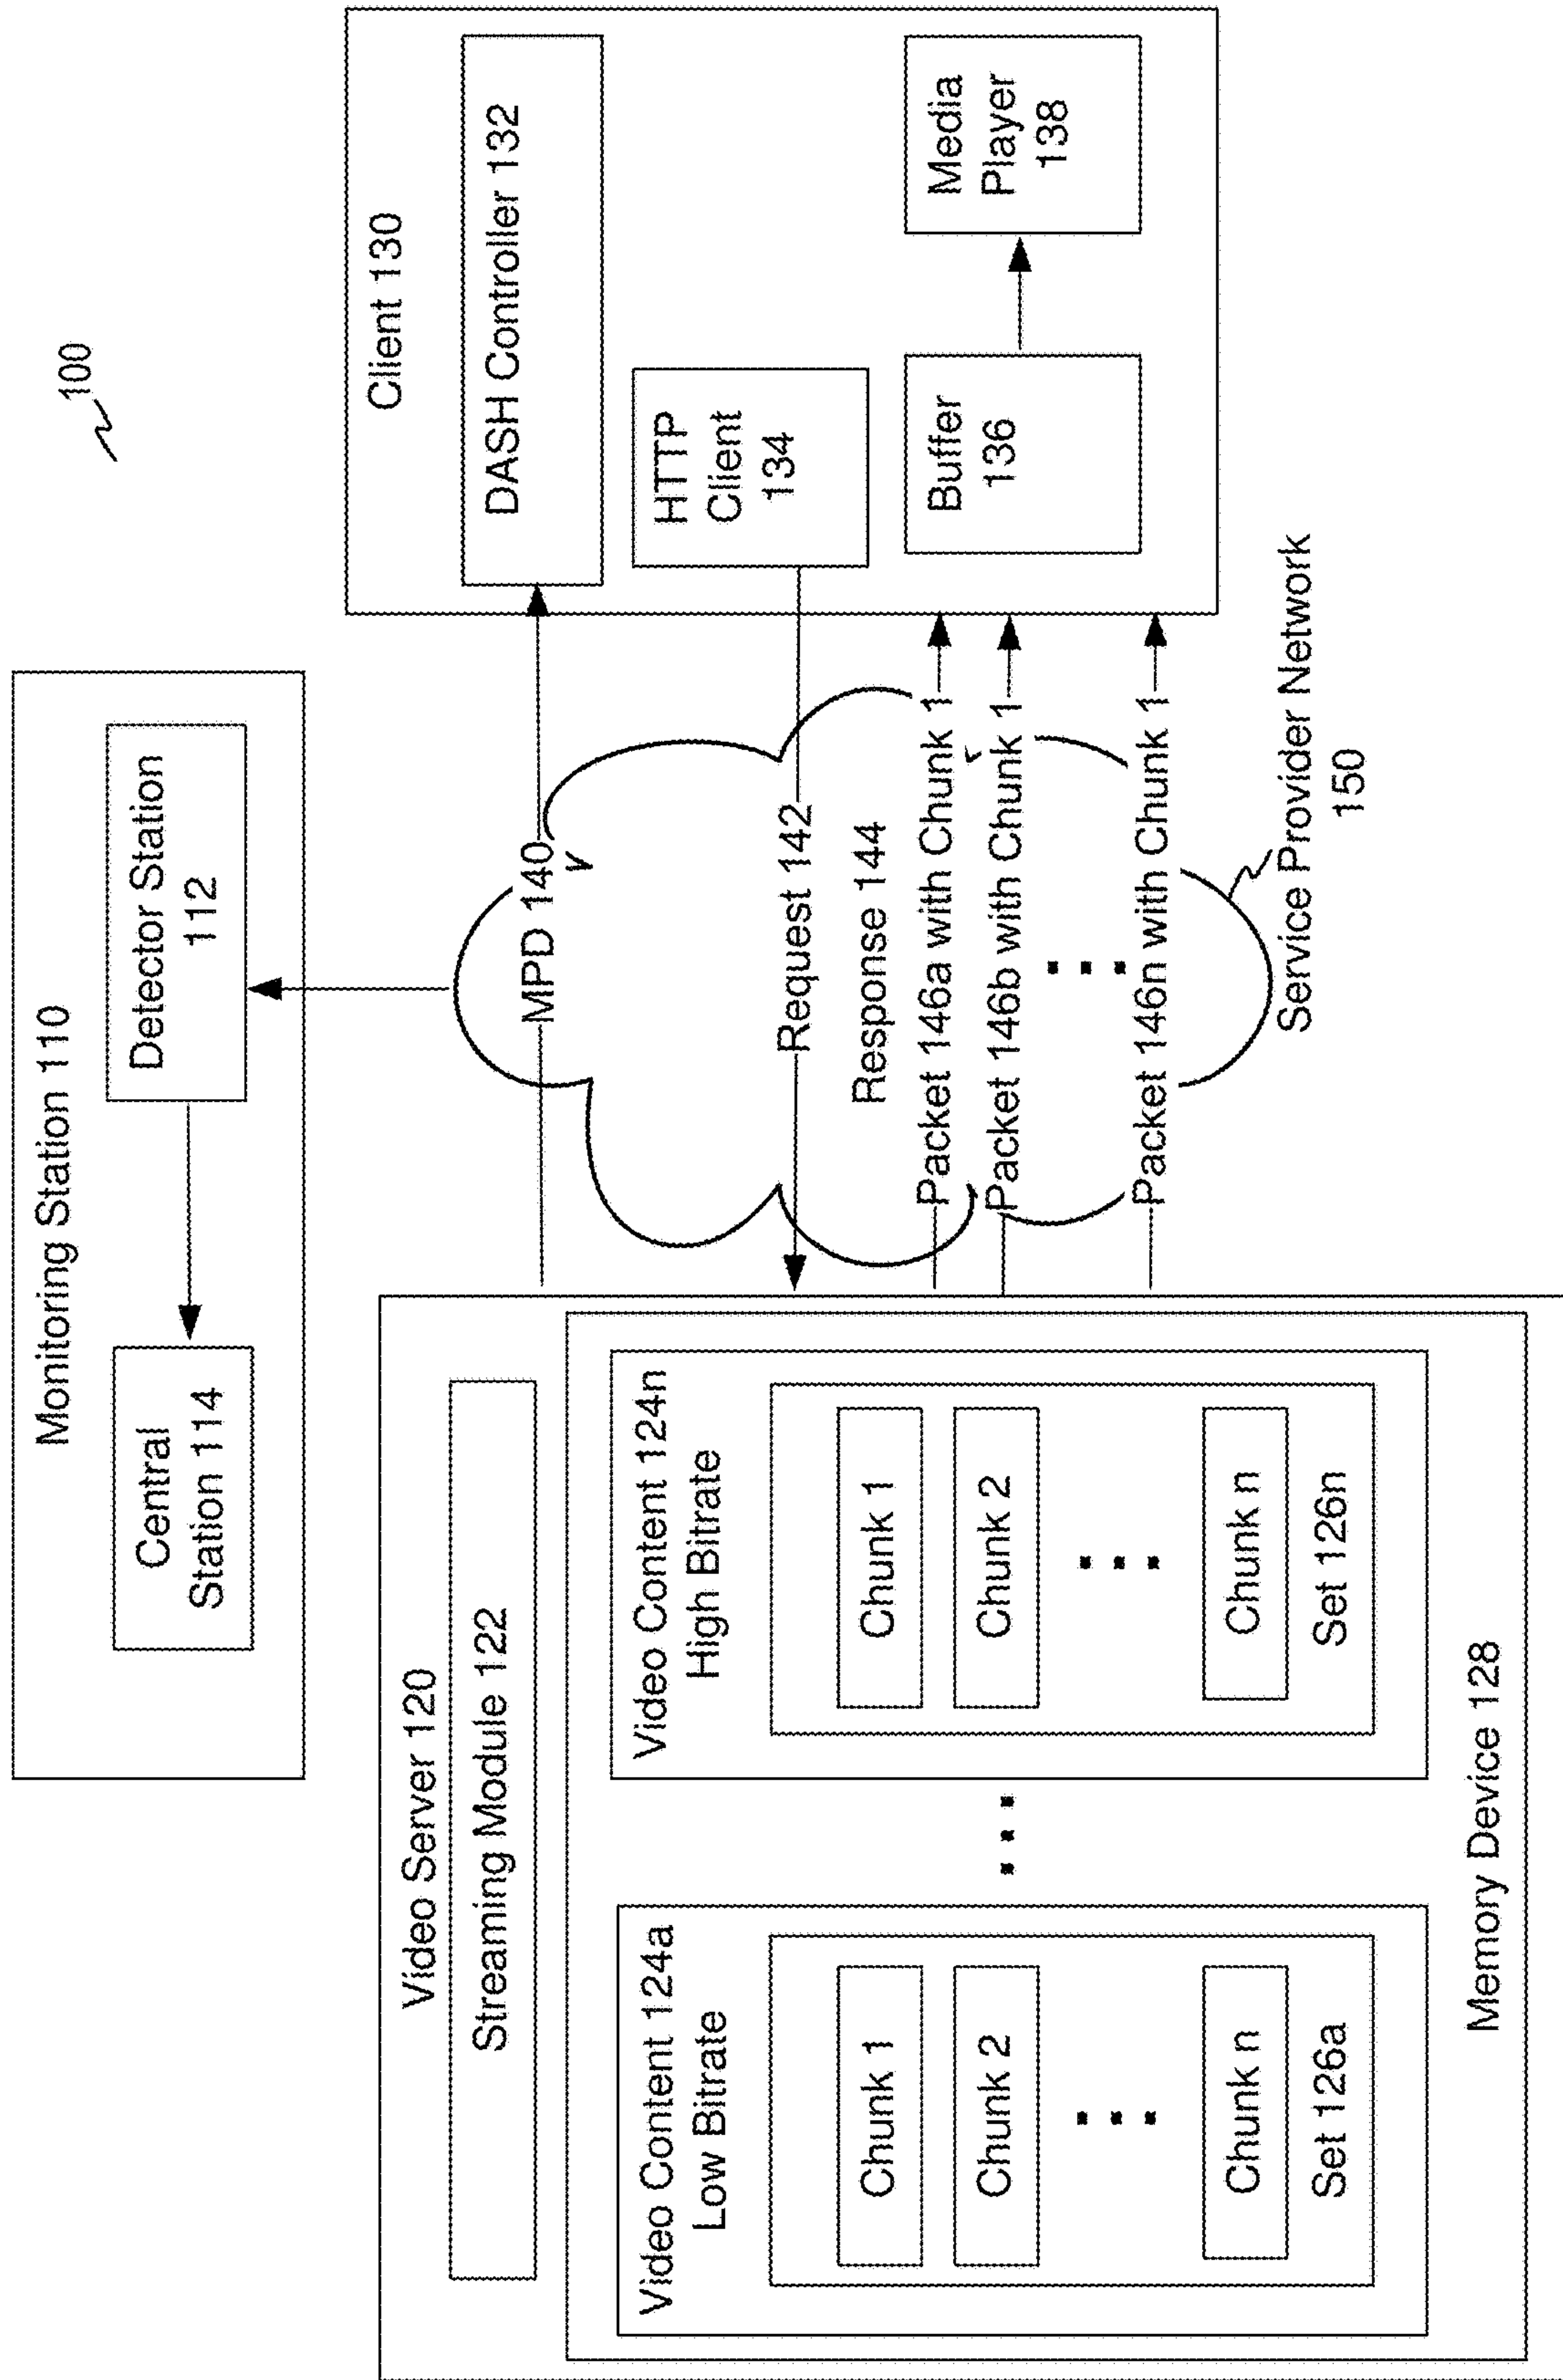 100
Monitoring Station 110
Central
Station 114
Detector Station
112
Video Server 120
Streaming Module 122
Video Content 124a
Low Bitrate
Chunk 1
Chunk 2
Chunk n
Set 126a
Video Content 124n
High Bitrate
Chunk 1
Chunk 2
Chunk n
Set 126n
Memory Device 128
MPD 140
Request 142
Response 144
Packet 146a with Chunk 1
Packet 146b with Chunk 1
Packet 146n with Chunk 1
Service Provider Network
150
Client 130
DASH Controller 132
HTTP
Client
134
Buffer
136
Media
Player
138